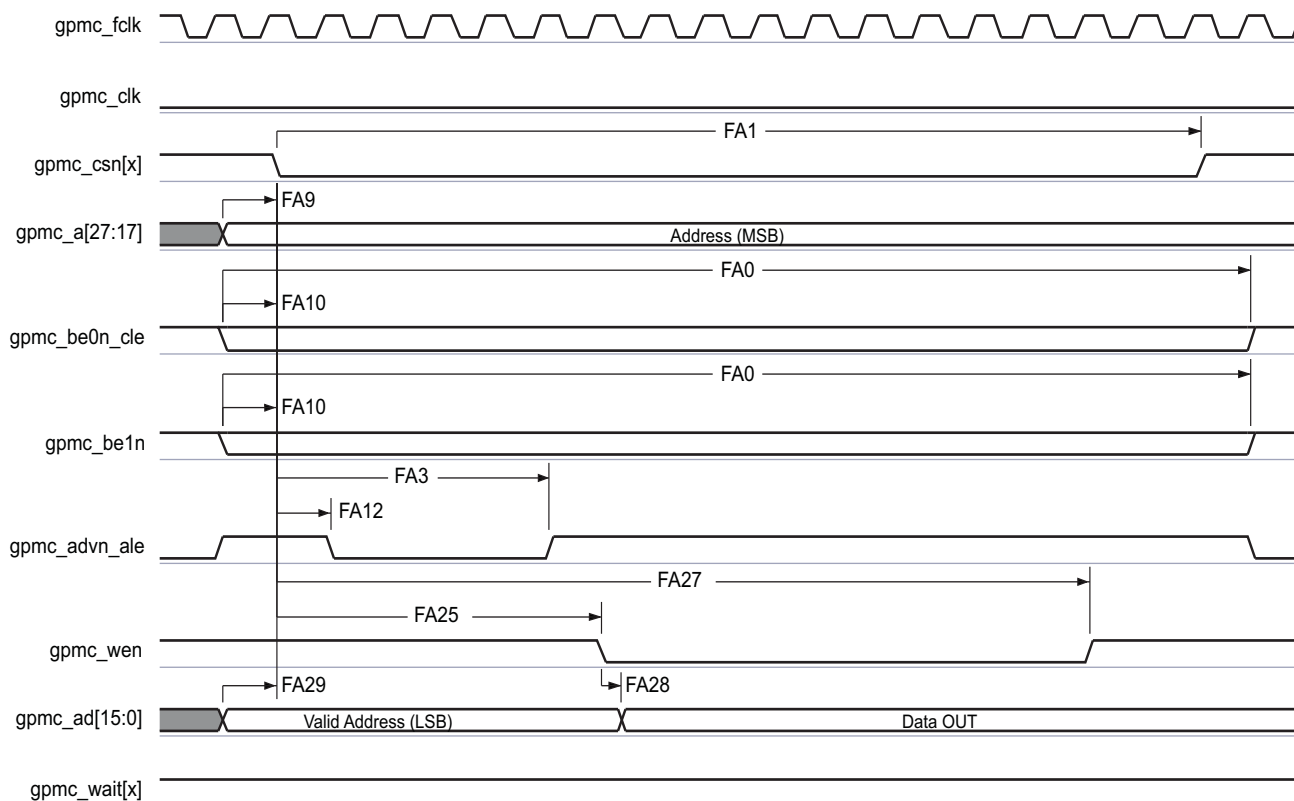 gpmc_fclk
gpmc_clk
FA1
gpmc_csn[x]
FA9
gpmc_a[27:17]
Address (MSB)
FA0
FA10
gpmc_be0n_cle
FA0
FA10
gpmc_be1n
FA3
FA12
gpmc_advn_ale
FA27
FA25
gpmc_wen
FA29
FA28
gpmc_ad[15:0]
Valid Address (LSB)
Data OUT
gpmc_wait[x]